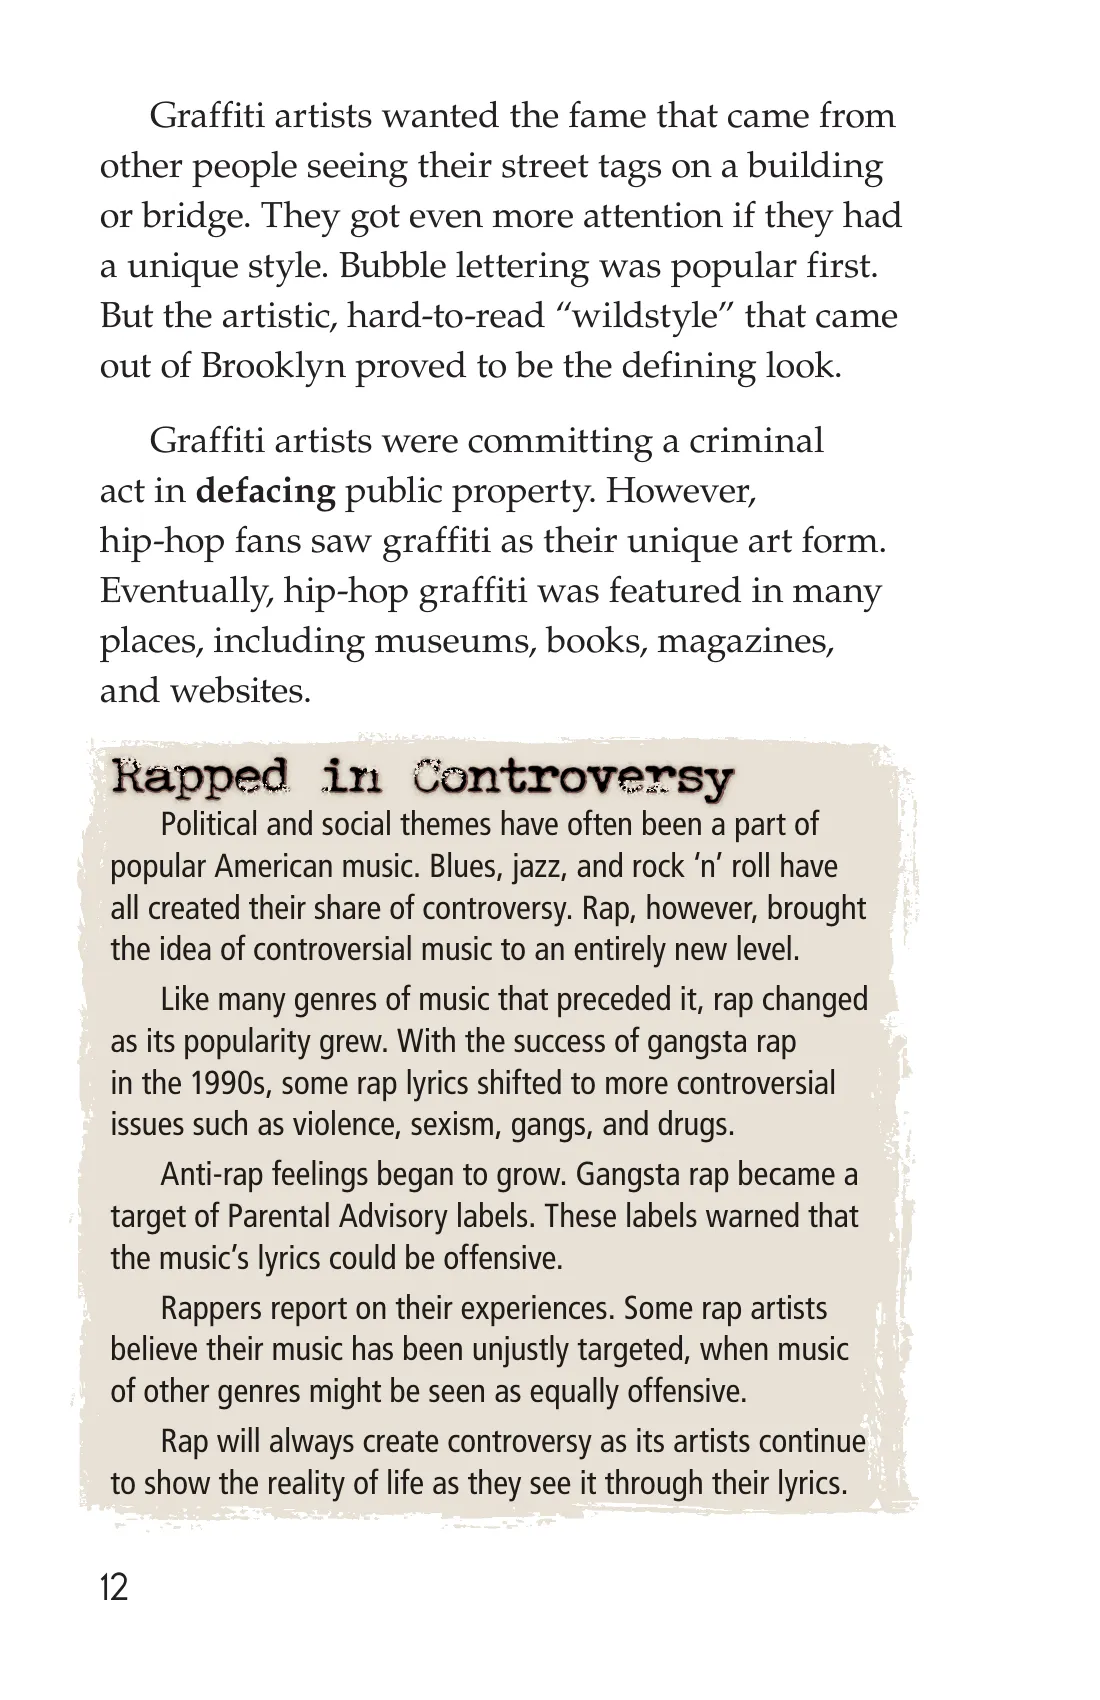 Graffiti artists wanted the fame that came from
other people seeing their street tags on a building
or bridge. They got even more attention if they had
a unique style. Bubble lettering was popular first.
But the artistic, hard-to-read “wildstyle” that came
out of Brooklyn proved to be the defining look.
Graffiti artists were committing a criminal
act in defacing public property. However,
hip-hop fans saw graffiti as their unique art form.
Eventually, hip-hop graffiti was featured in many
places, including museums, books, magazines,
and websites.
Rapped in Controversy
Political and social themes have often been a part of
popular American music. Blues, jazz, and rock ‘n’ roll have
all created their share of controversy. Rap, however, brought
the idea of controversial music to an entirely new level.
Like many genres of music that preceded it, rap changed
as its popularity grew. With the success of gangsta rap
in the 1990s, some rap lyrics shifted to more controversial
issues such as violence, sexism, gangs, and drugs.
Anti-rap feelings began to grow. Gangsta rap became a
target of Parental Advisory labels. These labels warned that
the music’s lyrics could be offensive.
Rappers report on their experiences. Some rap artists
believe their music has been unjustly targeted, when music
of other genres might be seen as equally offensive.
Rap will always create controversy as its artists continue
to show the reality of life as they see it through their lyrics.
12